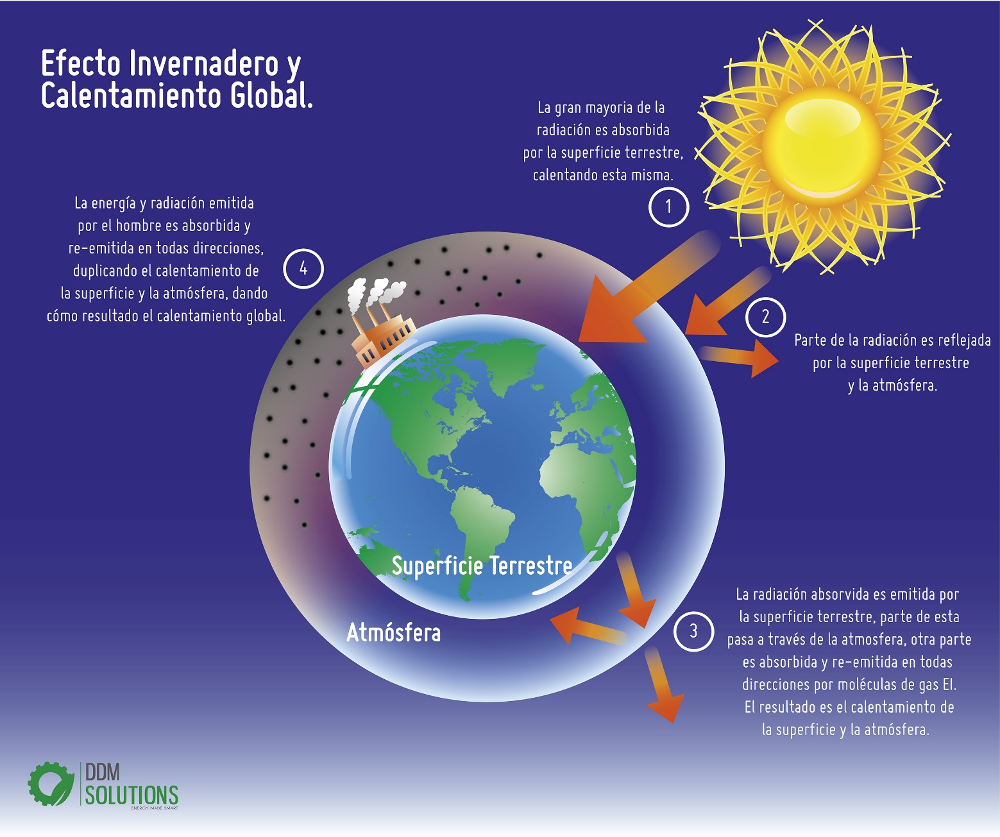 Efecto Invernadero y
Calentamiento Global.
La gran mayoria de la
radiación es absorbida
por la superficie terrestre,
calentando esta misma.
1
2
Parte de la radiación es reflejada
por la superficie terrestre
y la atmósfera.
La energía y radiación emitida
por el hombre es absorbida y
re-emitida en todas direcciones,
duplicando el calentamiento de
la superficie y la atmósfera, dando
cómo resultado el calentamiento global.
4
Superficie Terrestre
Atmósfera
3
La radiación absorvida es emitida por
la superficie terrestre, parte de esta
pasa a través de la atmosfera, otra parte
es absorbida y re-emitida en todas
direcciones por moléculas de gas EI.
El resultado es el calentamiento de
la superficie y la atmósfera.
DDM
SOLUTIONS
ENERGY MADE SMART